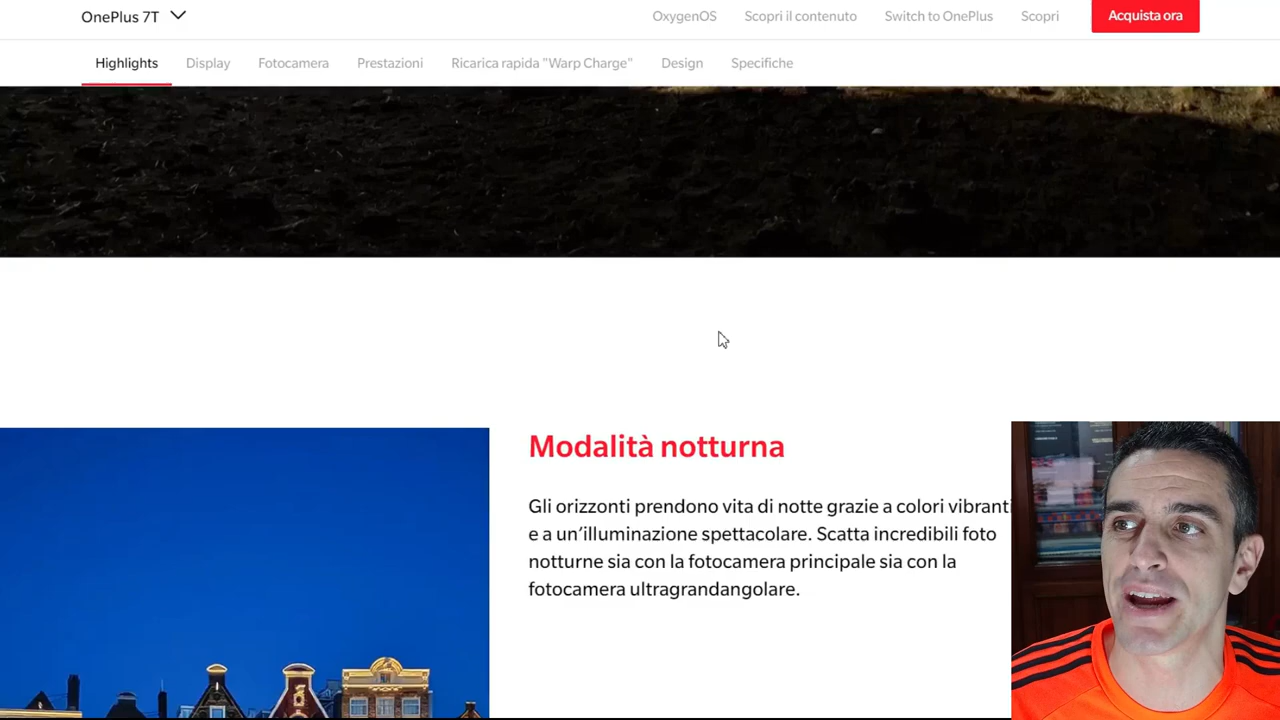 OnePlus 7T
OxygenOS
Scopri il contenuto
Switch to OnePlus
Scopri
Acquista ora
Highlights
Display
Fotocamera
Prestazioni
Ricarica rapida "Warp Charge"
Design
Specifiche
Modalità notturna
Gli orizzonti prendono vita di notte grazie a colori vibranti
e a un’illuminazione spettacolare. Scatta incredibili foto
notturne sia con la fotocamera principale sia con la
fotocamera ultragrandangolare.